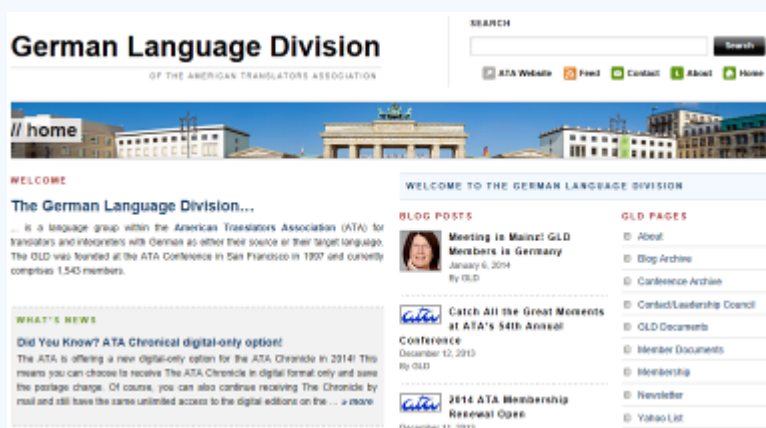 SEARCH
German Language Division
Search
OF THE AMERICAN TRANSLATORS ASSOCIATION
ATA Website Feed Contact About Home
// home
WELCOME
The German Language Division...
... is a language group within the American Translators Association (ATA) for
translators and interpreters with German as either their source or their target language.
The GLD was founded at the ATA Conference in San Francisco in 1997 and currently
comprises 1,543 members.
WHAT'S NEWS
Did You Know? ATA Chronical digital-only option!
The ATA is offering a new digital-only option for the ATA Chronicle in 2014! This
means you can choose to receive The ATA Chronicle in digital format only and save
the postage charge. Of course, you can also continue receiving The Chronicle by
mail and still have the same unlimited access to the digital editions on the ... » more
WELCOME TO THE GERMAN LANGUAGE DIVISION
BLOG POSTS
Meeting in Mainz! GLD
Members in Germany
January 6, 2014
By GLD
ata
Catch All the Great Moments
at ATA's 54th Annual
Conference
December 12, 2013
By GLD
ata
2014 ATA Membership
Renewal Open
December 11, 2013
GLD PAGES
About
Blog Archive
Conference Archive
Contact/Leadership Council
GLD Documents
Member Documents
Membership
Newsletter
Yahoo List